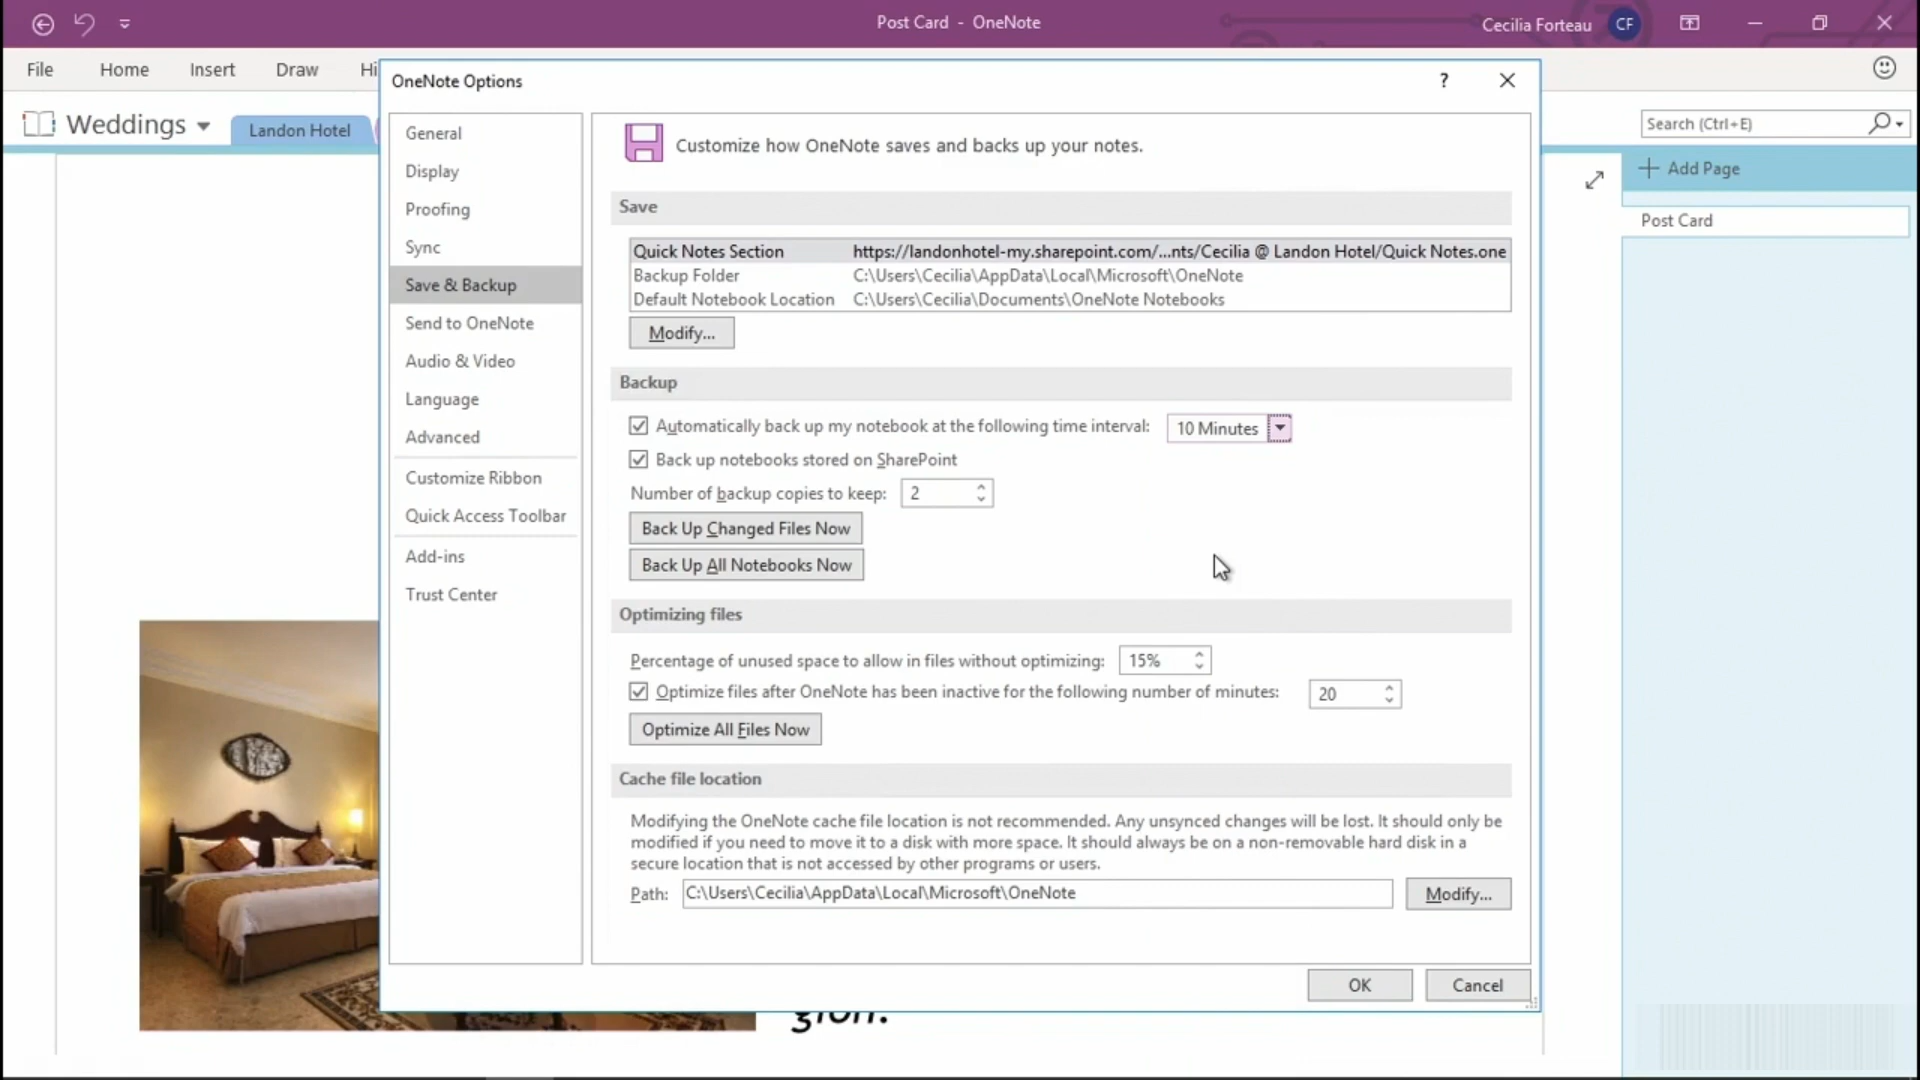 Post Card - OneNote
Cecilia Forteau CF
File Home Insert Draw Hi
OneNote Options ?
Weddings Landon Hotel
Search (Ctrl+E)
Add Page
Post Card
General
Display
Proofing
Sync
Save & Backup
Send to OneNote
Audio & Video
Language
Advanced
Customize Ribbon
Quick Access Toolbar
Add-ins
Trust Center
Customize how OneNote saves and backs up your notes.
Save
Quick Notes Section https://landonhotel-my.sharepoint.com/...nts/Cecilia @ Landon Hotel/Quick Notes.one
Backup Folder C:\Users\Cecilia\AppData\Local\Microsoft\OneNote
Default Notebook Location C:\Users\Cecilia\Documents\OneNote Notebooks
Modify...
Backup
Automatically back up my notebook at the following time interval: 10 Minutes
Back up notebooks stored on SharePoint
Number of backup copies to keep: 2
Back Up Changed Files Now
Back Up All Notebooks Now
Optimizing files
Percentage of unused space to allow in files without optimizing: 15%
Optimize files after OneNote has been inactive for the following number of minutes: 20
Optimize All Files Now
Cache file location
Modifying the OneNote cache file location is not recommended. Any unsynced changes will be lost. It should only be
modified if you need to move it to a disk with more space. It should always be on a non-removable hard disk in a
secure location that is not accessed by other programs or users.
Path: C:\Users\Cecilia\AppData\Local\Microsoft\OneNote Modify...
OK Cancel